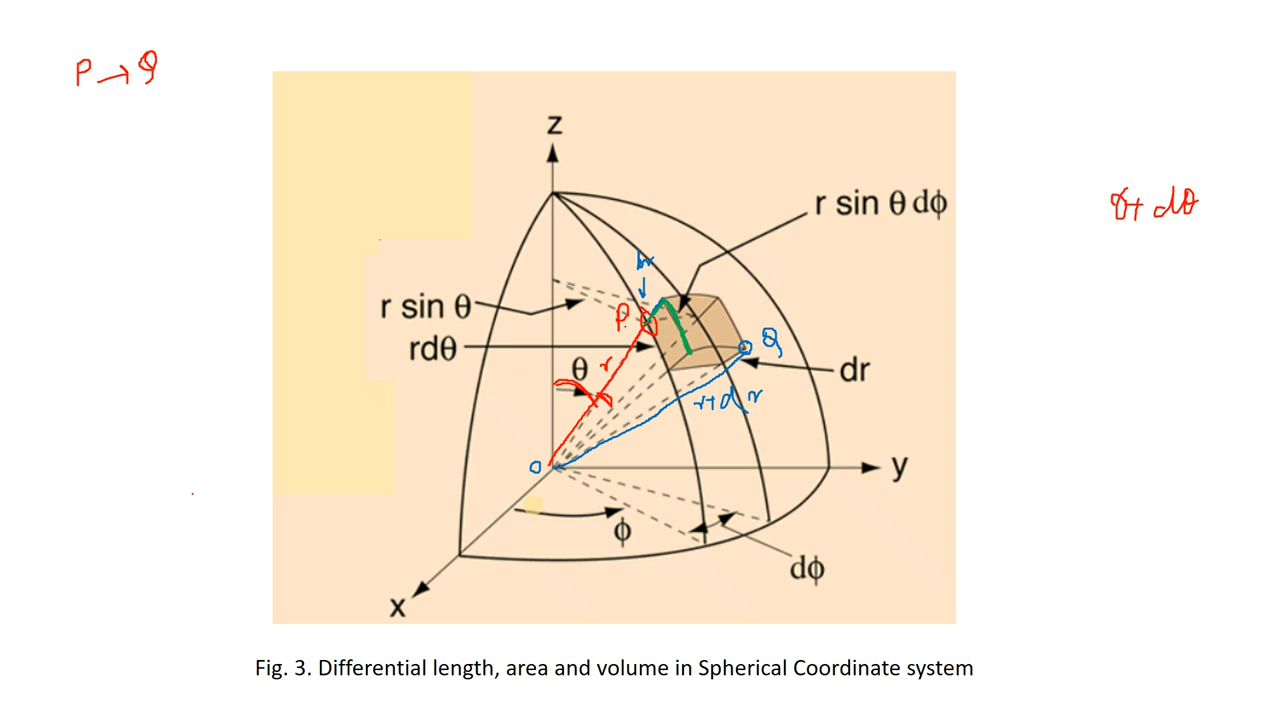 P → Q
z
r sin θ dϕ
r + dθ
dr
r sin θ
P
Q
rdθ
θ
r
dr
r + dr
O
y
ϕ
dϕ
x
Fig. 3. Differential length, area and volume in Spherical Coordinate system